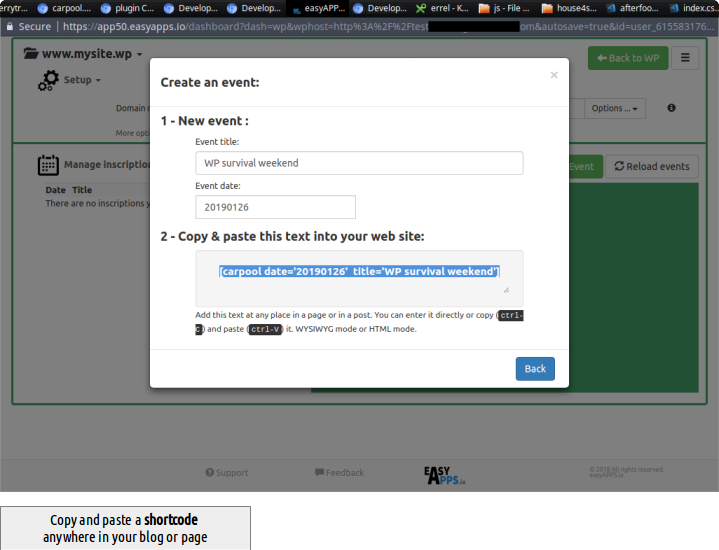 errytr...
carpool....
plugin C...
Develop...
Develop...
easyAPP...
Develop...
errel - K...
js - File ...
house4s...
afterfoo...
index.cs...
Secure | https://app50.easyapps.io/dashboard?dash=wp&wphost=http%3A%2F%2Ftest om&autosave=true&id=user_615583176...
www.mysite.wp
Back to WP
Setup
Create an event:
×
Domain
Options ...
More opti
1 - New event :
Event title:
WP survival weekend
Manage inscription
Event
Reload events
Event date:
Date Title
There are no inscriptions y
20190126
2 - Copy & paste this text into your web site:
[carpool date='20190126' title='WP survival weekend']
Add this text at any place in a page or in a post. You can enter it directly or copy ( ctrl-
c ) and paste ( ctrl-V ) it. WYSIWYG mode or HTML mode.
Back
Support
Feedback
EASY
APPS.io
© 2018 All rights reserved.
easyAPPS.io
Copy and paste a shortcode
anywhere in your blog or page